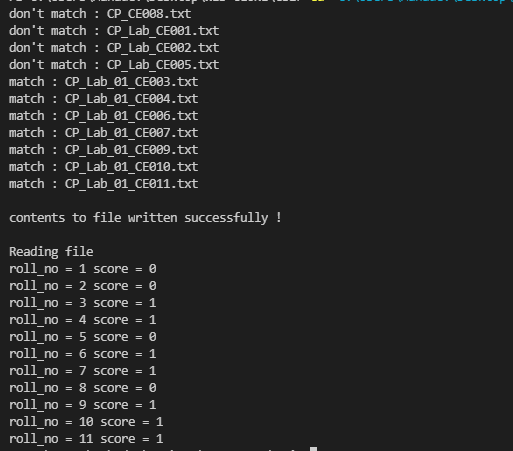 don't match : CP_CE008.txt
don't match : CP_Lab_CE001.txt
don't match : CP_Lab_CE002.txt
don't match : CP_Lab_CE005.txt
match : CP_Lab_01_CE003.txt
match : CP_Lab_01_CE004.txt
match : CP_Lab_01_CE006.txt
match : CP_Lab_01_CE007.txt
match : CP_Lab_01_CE009.txt
match : CP_Lab_01_CE010.txt
match : CP_Lab_01_CE011.txt
contents to file written successfully !
Reading file
roll_no = 1 score = 0
roll_no = 2 score = 0
roll_no = 3 score = 1
roll_no = 4 score = 1
roll_no = 5 score = 0
roll_no = 6 score = 1
roll_no = 7 score = 1
roll_no = 8 score = 0
roll_no = 9 score = 1
roll_no = 10 score = 1
roll_no = 11 score = 1